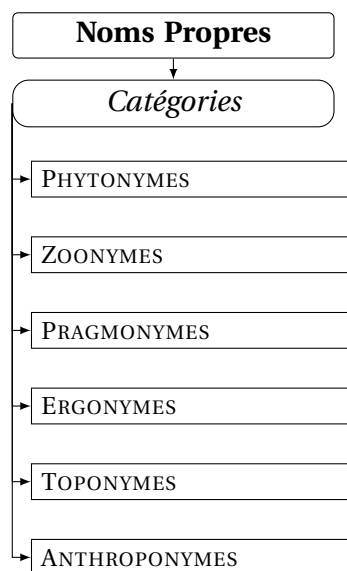 Noms Propres
Catégories
PHYTONYMES
ZOONYMES
PRAGMONYMES
ERGONYMES
TOPONYMES
ANTHROPONYMES